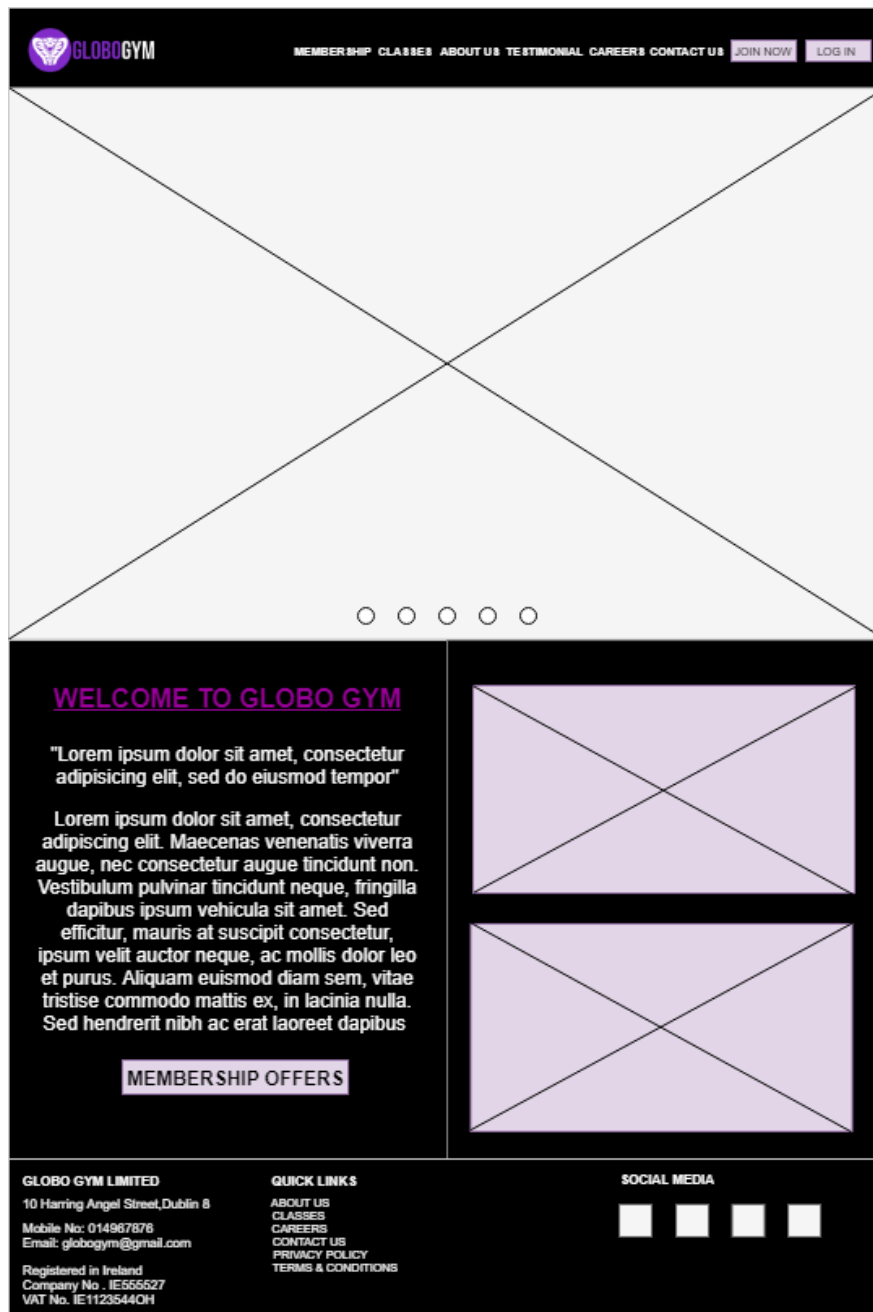 GLOBOGYM
MEMBERSHIP CLASSES ABOUT US TESTIMONIAL CAREERS CONTACT US JOIN NOW LOG IN
WELCOME TO GLOBO GYM
"Lorem ipsum dolor sit amet, consectetur
adipisicing elit, sed do eiusmod tempor"
Lorem ipsum dolor sit amet, consectetur
adipiscing elit. Maecenas venenatis viverra
augue, nec consectetur augue tincidunt non.
Vestibulum pulvinar tincidunt neque, fringilla
dapibus ipsum vehicula sit amet. Sed
efficitur, mauris at suscipit consectetur,
ipsum velit auctor neque, ac mollis dolor leo
et purus. Aliquam euismod diam sem, vitae
tristise commodo mattis ex, in lacinia nulla.
Sed hendrerit nibh ac erat laoreet dapibus
MEMBERSHIP OFFERS
GLOBO GYM LIMITED
10 Harring Angel Street,Dublin 8
Mobile No: 014967876
Email: globogym@gmail.com
Registered in Ireland
Company No . IE555527
VAT No. IE1123544OH
QUICK LINKS
ABOUT US
CLASSES
CAREERS
CONTACT US
PRIVACY POLICY
TERMS & CONDITIONS
SOCIAL MEDIA